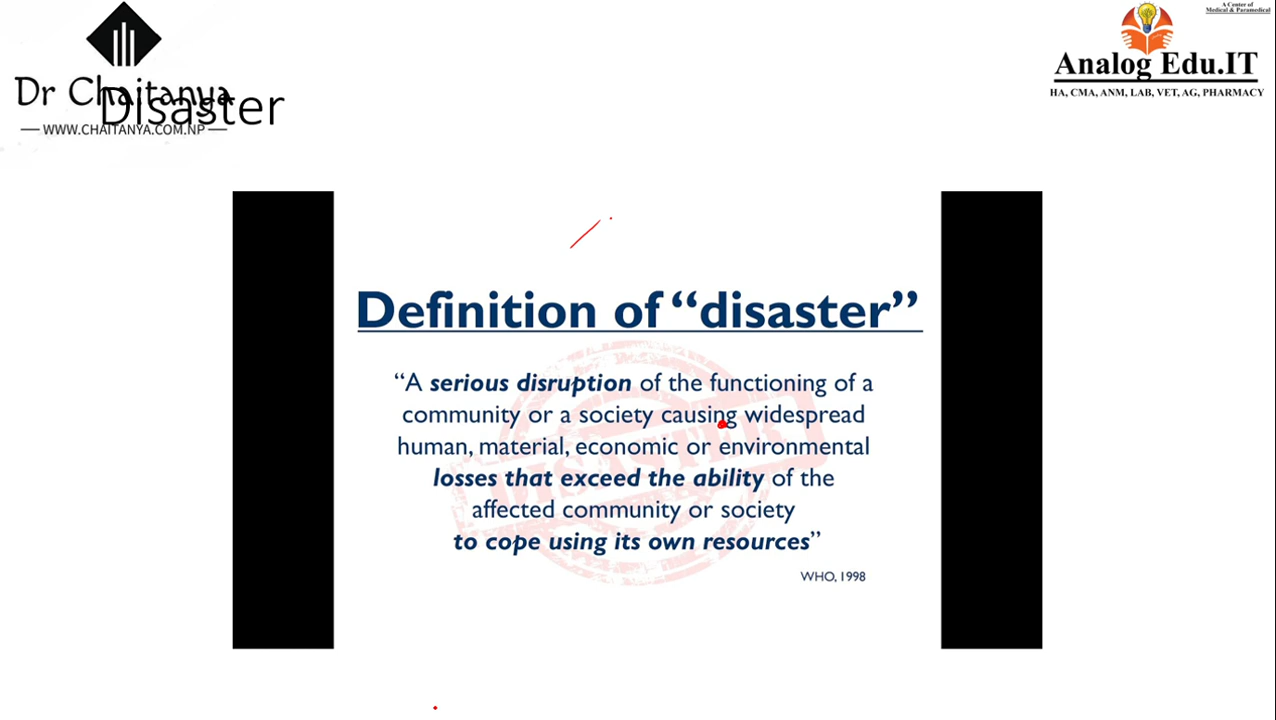 A Center of
Medical & Paramedical
Analog Edu.IT
HA, CMA, ANM, LAB, VET, AG, PHARMACY
Dr Chaitanya
Disaster
WWW.CHAITANYA.COM.NP
Definition of “disaster”
“A serious disruption of the functioning of a
community or a society causing widespread
human, material, economic or environmental
losses that exceed the ability of the
affected community or society
to cope using its own resources”
WHO, 1998
DISASTER